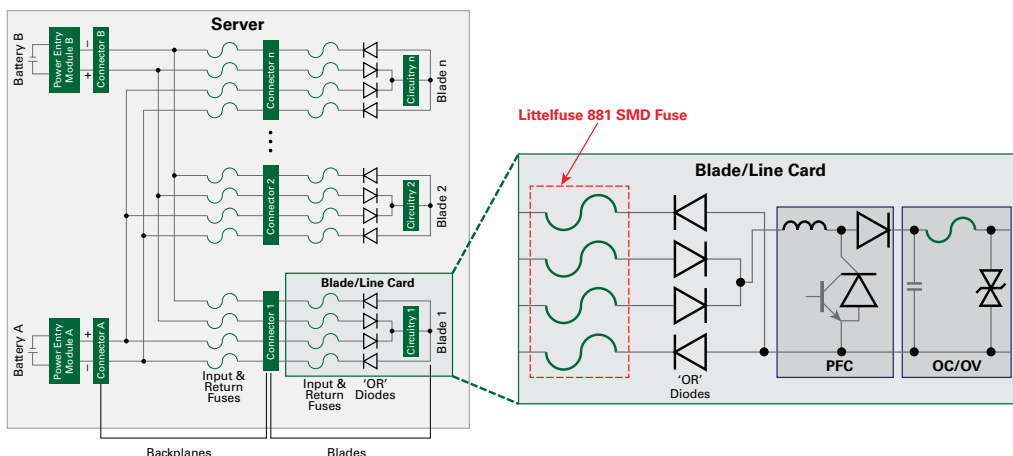 Server
Battery B
Power Entry
Module B
−
+
Connector B
Connector n
Circuitry n
Blade n
Connector 2
Circuitry 2
Blade 2
Battery A
Power Entry
Module A
+
−
Connector A
Connector 1
Blade/Line Card
Circuitry 1
Blade 1
Input &
Return
Fuses
Input &
Return
Fuses
'OR'
Diodes
Backplanes
Blades
Littelfuse 881 SMD Fuse
Blade/Line Card
'OR'
Diodes
PFC
OC/OV